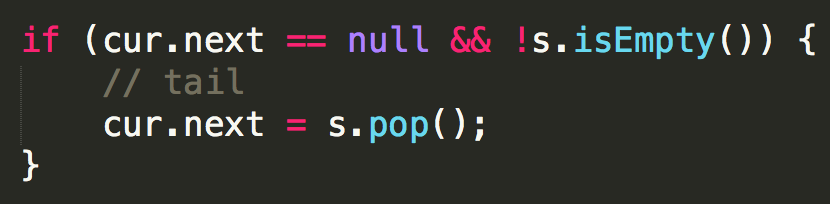 if (cur.next == null && !s.isEmpty()) {
    // tail
    cur.next = s.pop();
}